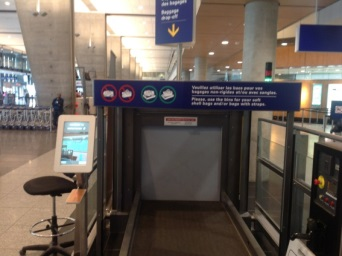 des bagages
Baggage
drop-off
Veuillez utiliser les bacs pour vos
bagages non-rigides et/ou avec sangles.
Please, use the bins for your soft
shell bags and/or bags with straps.